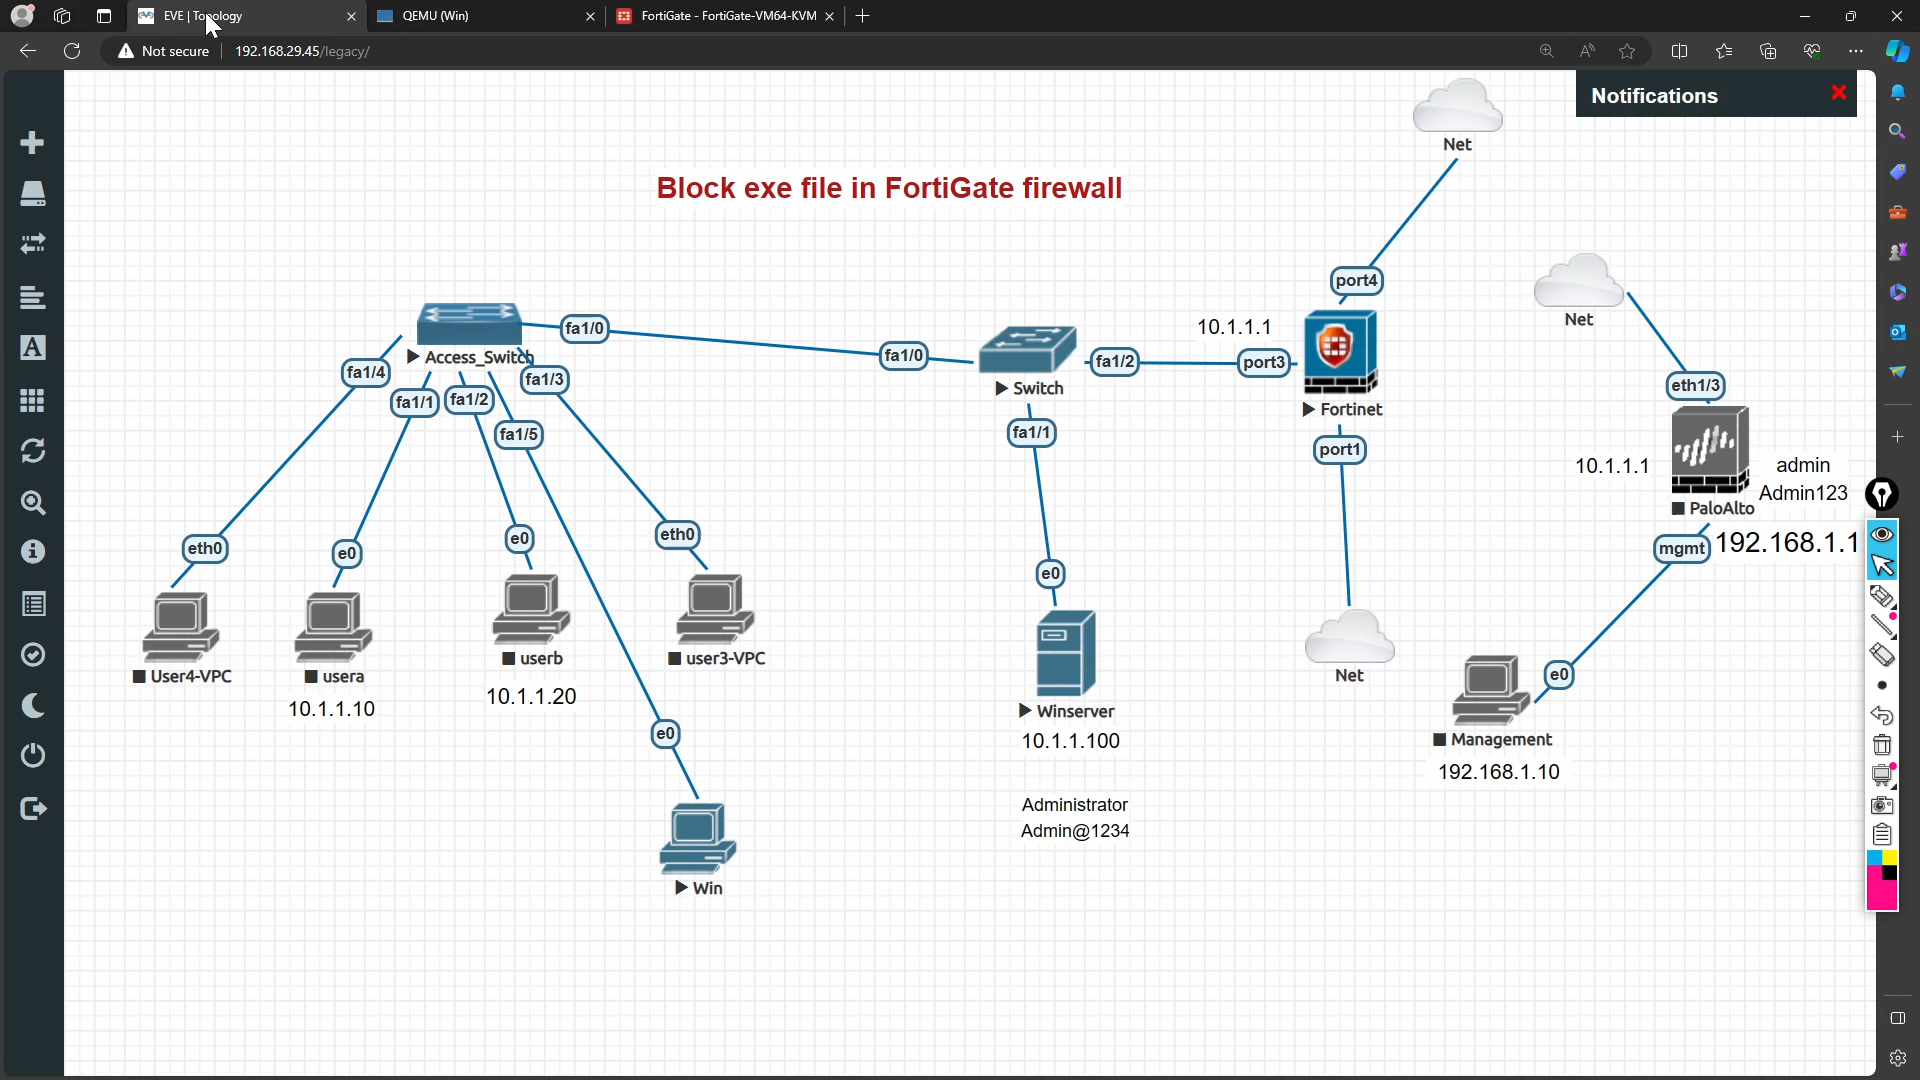 EVE | Topology
QEMU (Win)
FortiGate - FortiGate-VM64-KVM
Not secure
192.168.29.45/legacy/
Notifications
Net
Block exe file in FortiGate firewall
port4
Net
Access_Switch
fa1/0
fa1/0
Switch
fa1/2
10.1.1.1
port3
Fortinet
fa1/4
fa1/1
fa1/2
fa1/3
fa1/5
fa1/1
port1
eth1/3
10.1.1.1
admin
Admin123
PaloAlto
mgmt
192.168.1.1
eth0
e0
e0
eth0
e0
User4-VPC
usera
10.1.1.10
userb
10.1.1.20
user3-VPC
e0
Winserver
10.1.1.100
Administrator
Admin@1234
Net
e0
Management
192.168.1.10
Win